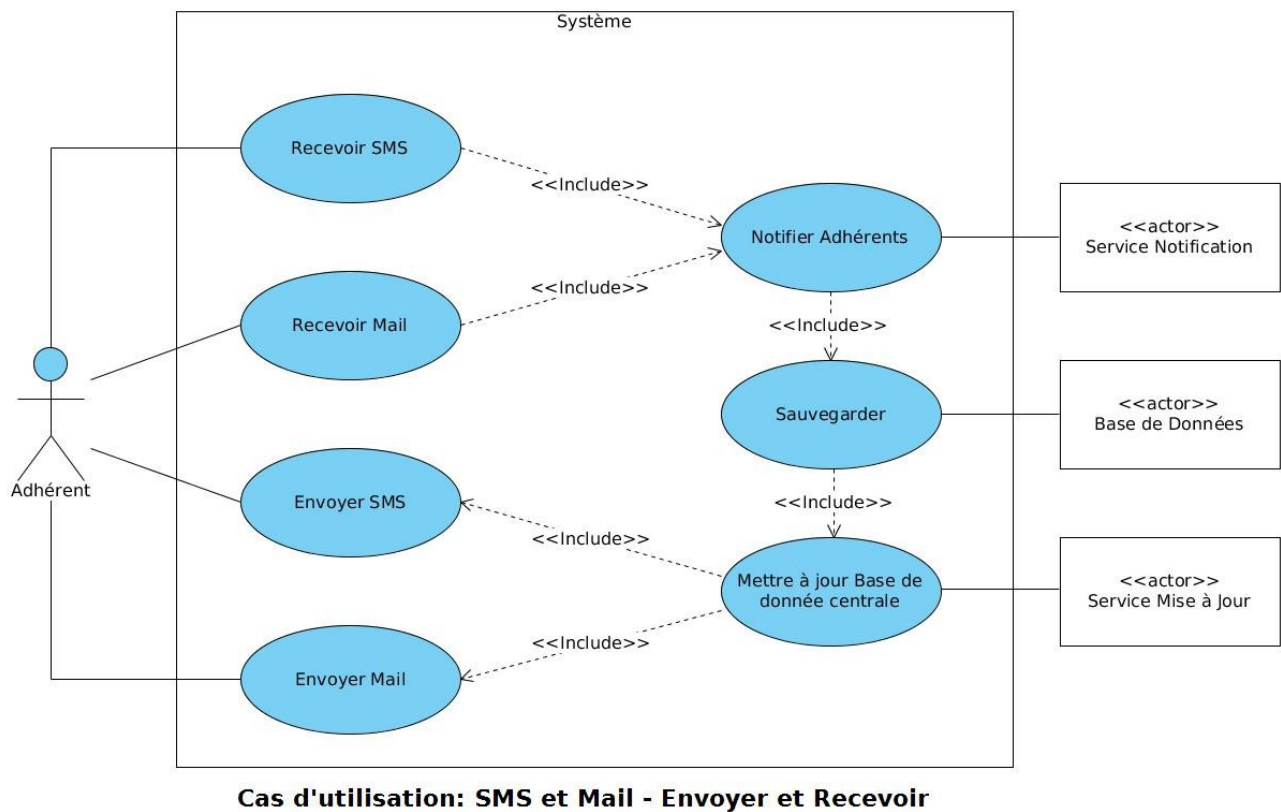 Système
Recevoir SMS
<<Include>>
Notifier Adhérents
<<actor>>
Service Notification
Recevoir Mail
<<Include>>
<<Include>>
Sauvegarder
<<actor>>
Base de Données
Adhérent
Envoyer SMS
<<Include>>
<<Include>>
Mettre à jour Base de
donnée centrale
<<actor>>
Service Mise à Jour
Envoyer Mail
<<Include>>
Cas d'utilisation: SMS et Mail - Envoyer et Recevoir